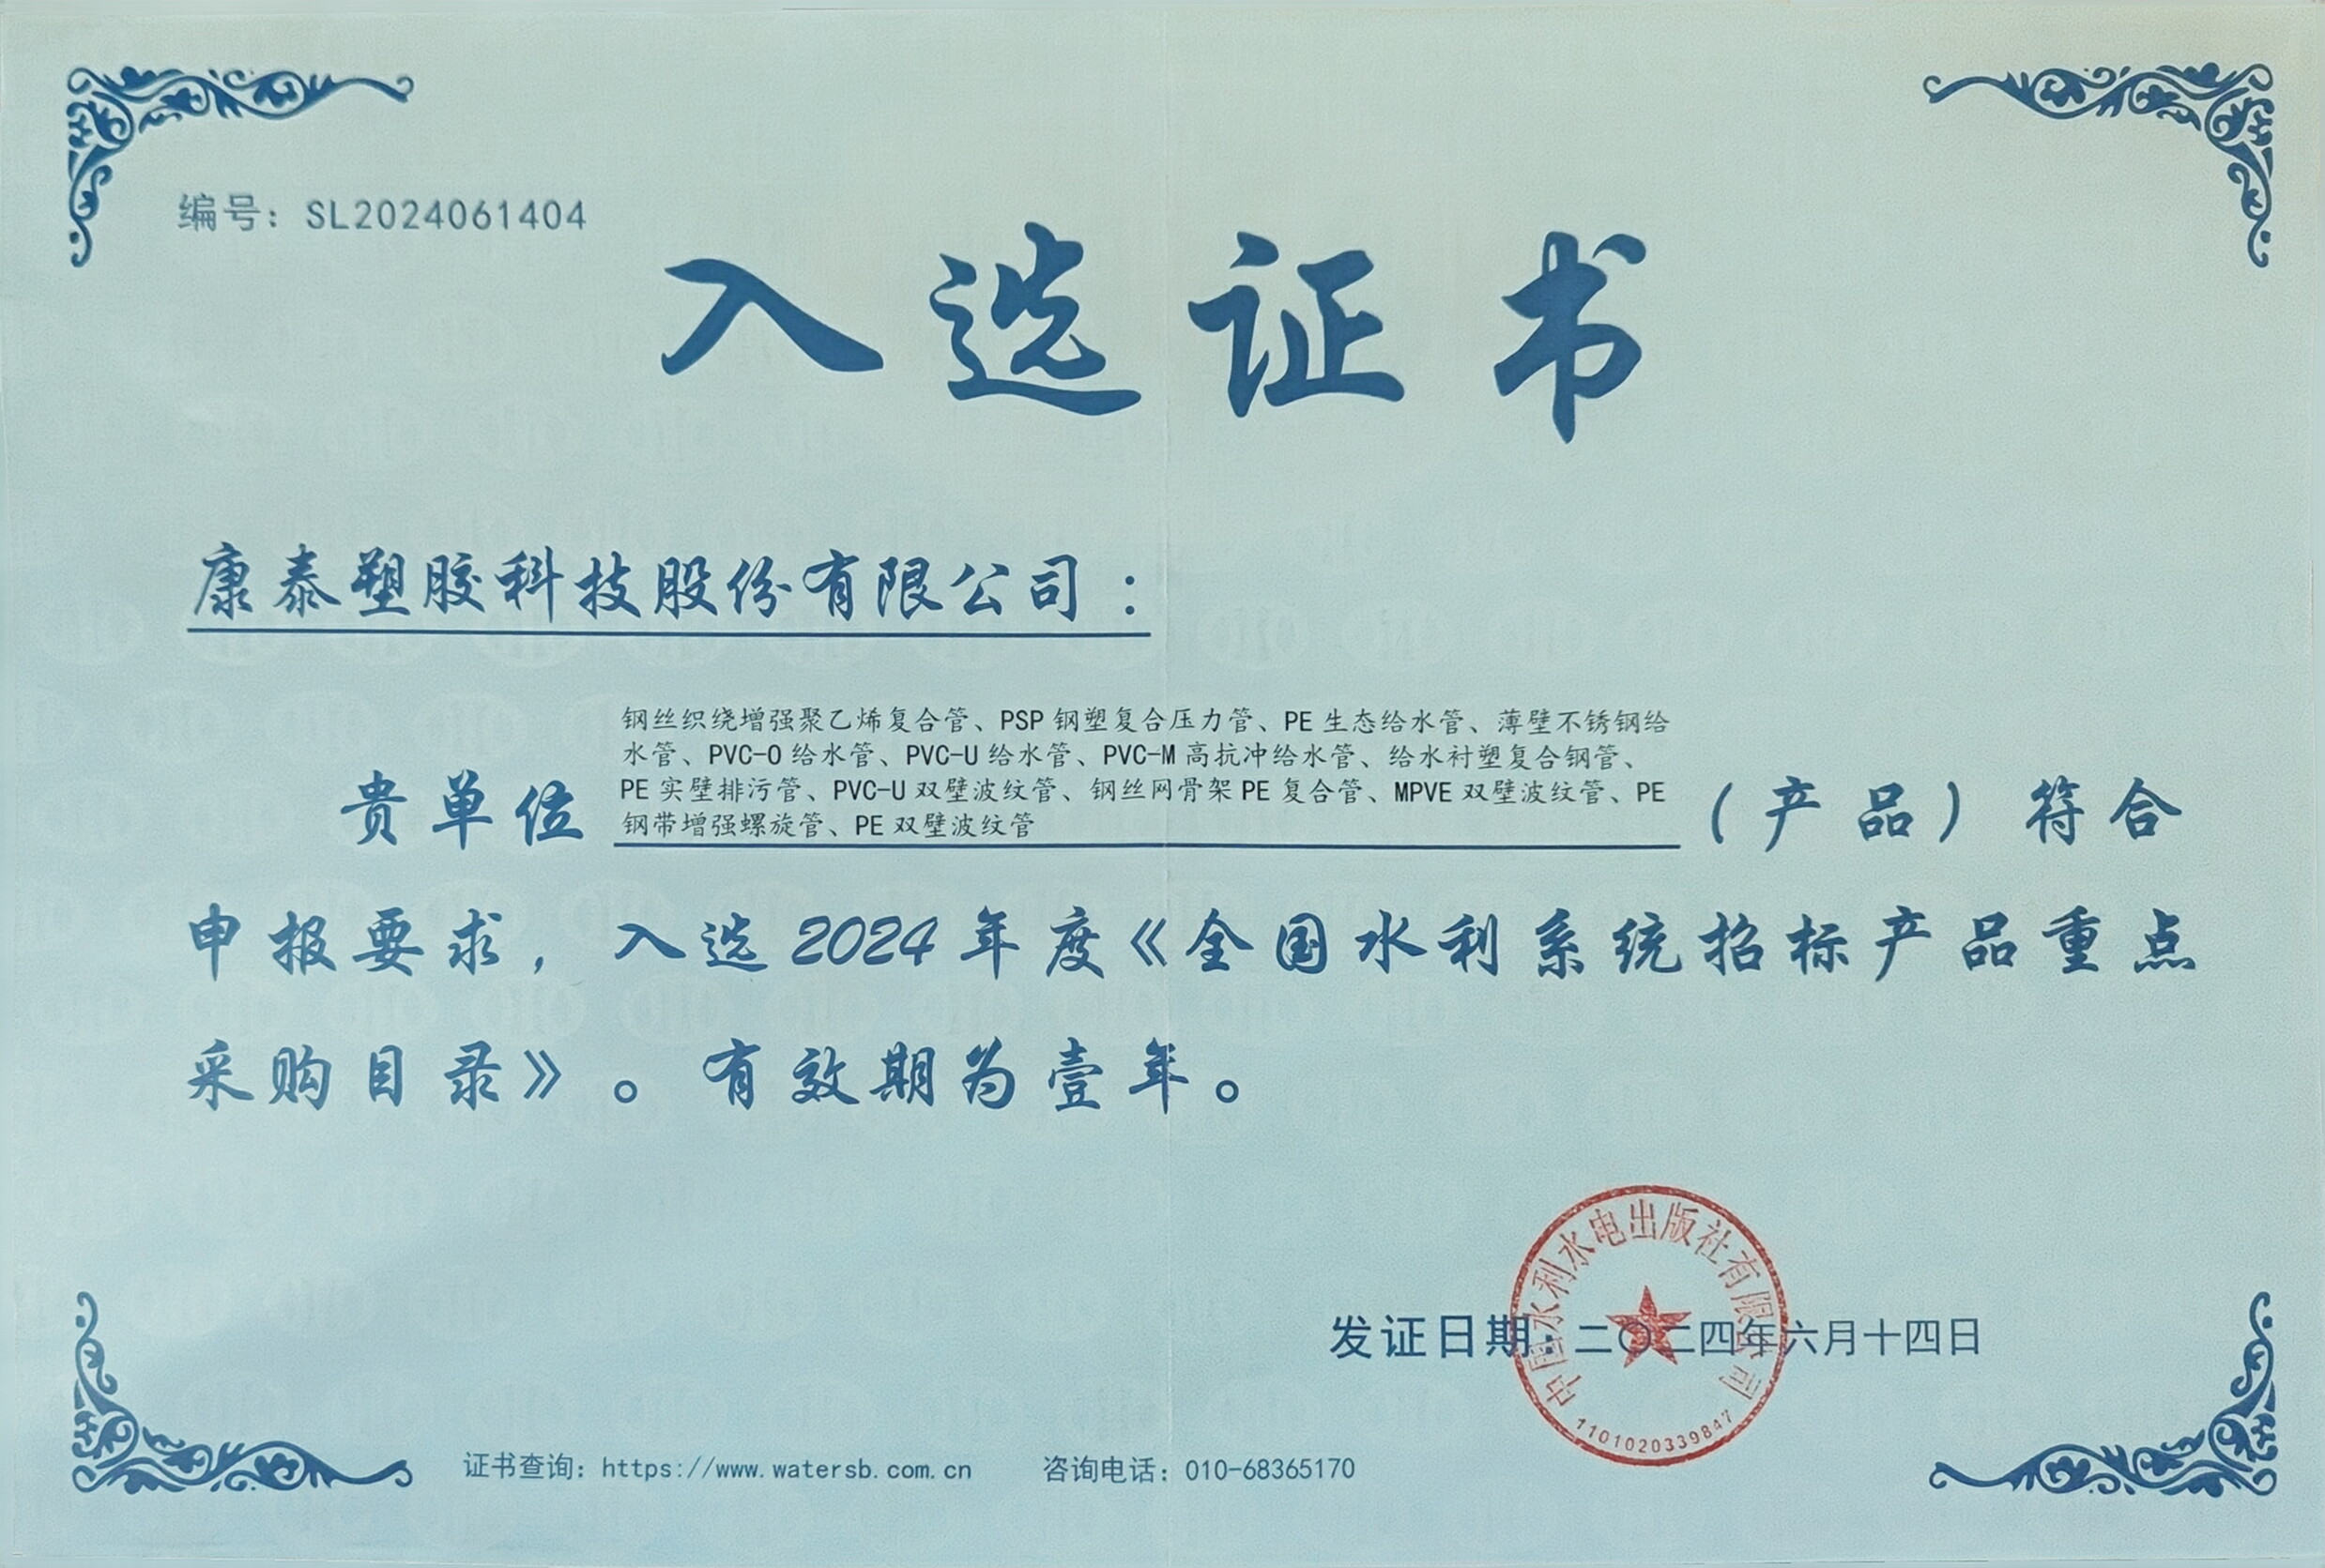 编号：SL2024061404
入选证书
康泰塑胶科技股份有限公司：
钢丝织绕增强聚乙烯复合管、PSP 钢塑复合压力管、PE 生态给水管、薄壁不锈钢给
水管、PVC-O 给水管、PVC-U 给水管、PVC-M 高抗冲给水管、给水衬塑复合钢管、
PE 实壁排污管、PVC-U 双壁波纹管、钢丝网骨架 PE 复合管、MPVE 双壁波纹管、PE
钢带增强螺旋管、PE 双壁波纹管
贵单位（产品）符合
申报要求，入选2024年度《全国水利系统招标产品重点
采购目录》。有效期为壹年。
中国水利水电出版社有限公司
发证日期：二〇二四年六月十四日
1101020339847
证书查询：https://www.watersb.com.cn 咨询电话：010-68365170